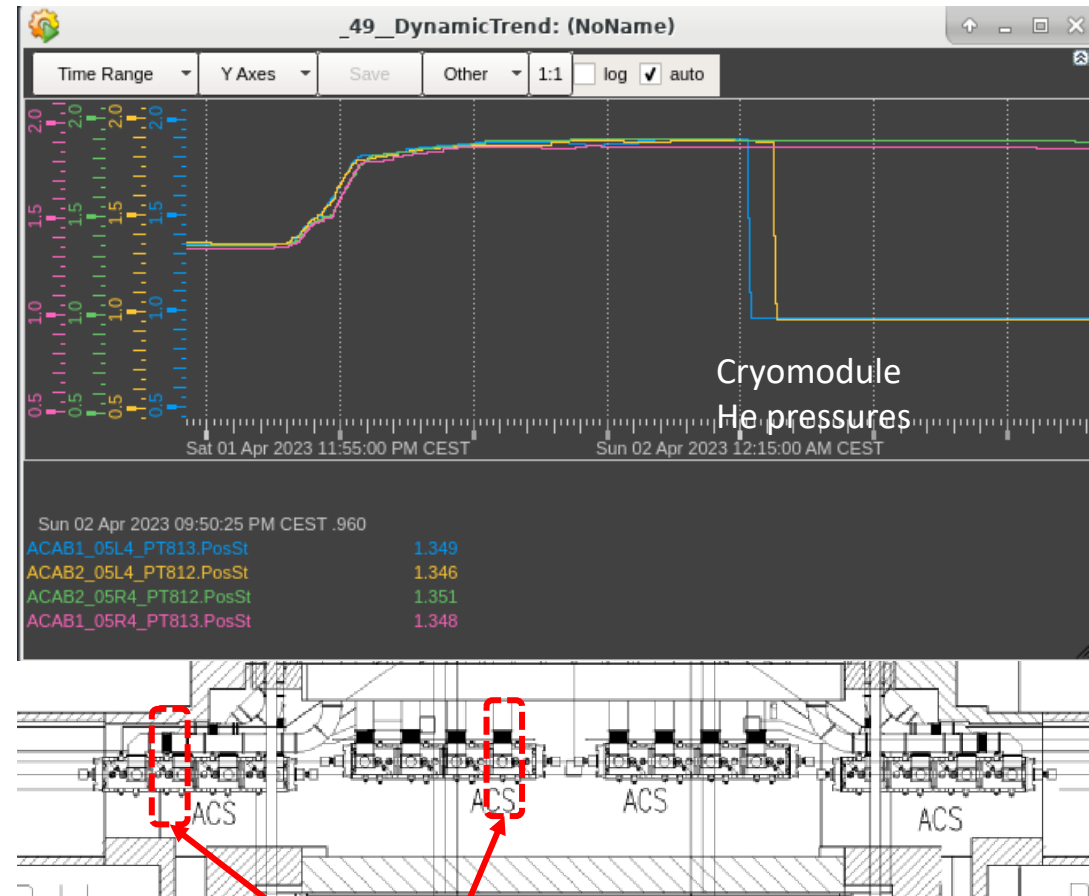 _49__DynamicTrend: (NoName)
Time Range Y Axes Save Other 1:1 log auto
2.0 2.0 2.0 2.0
1.5 1.5 1.5 1.5
1.0 1.0 1.0 1.0
0.5 0.5 0.5 0.5
Cryomodule
He pressures
Sat 01 Apr 2023 11:55:00 PM CEST Sun 02 Apr 2023 12:15:00 AM CEST
Sun 02 Apr 2023 09:50:25 PM CEST .960
ACAB1_05L4_PT813.PosSt 1.349
ACAB2_05L4_PT812.PosSt 1.346
ACAB2_05R4_PT812.PosSt 1.351
ACAB1_05R4_PT813.PosSt 1.348
ACS ACS ACS ACS